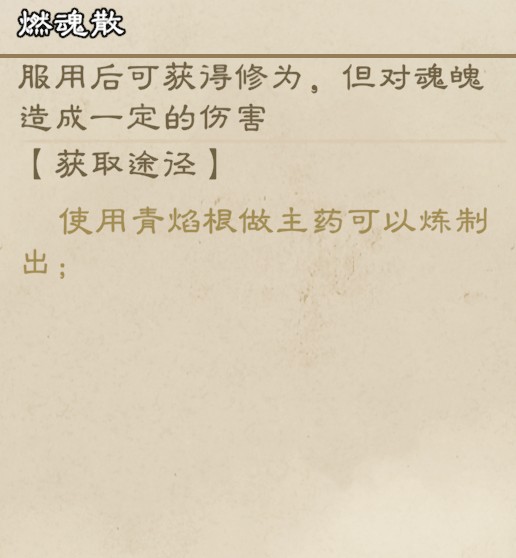 燃魂散
服用后可获得修为，但对魂魄
造成一定的伤害
【获取途径】
使用青焰根做主药可以炼制
出；